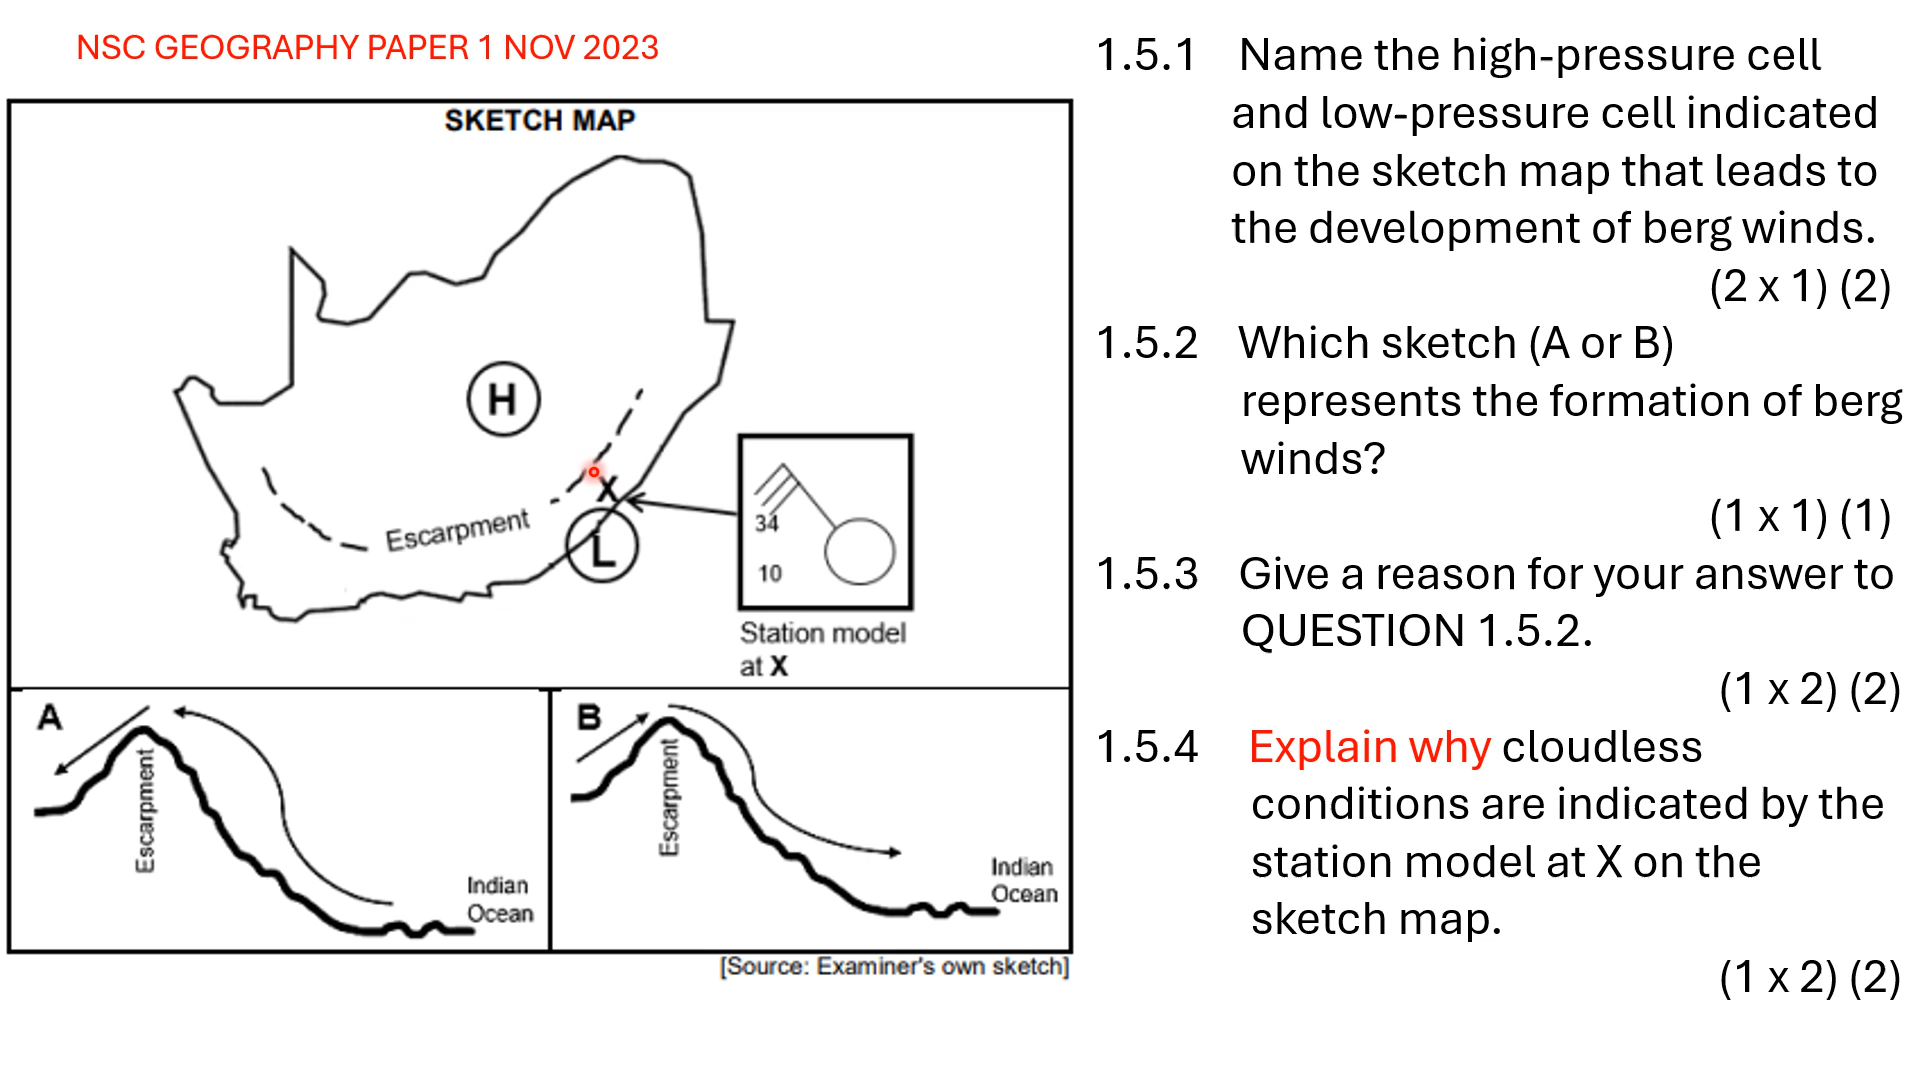 NSC GEOGRAPHY PAPER 1 NOV 2023
SKETCH MAP
H
X
Escarpment
L
34
10
Station model
at X
A
Escarpment
Indian
Ocean
B
Escarpment
Indian
Ocean
[Source: Examiner's own sketch]
1.5.1 Name the high-pressure cell
and low-pressure cell indicated
on the sketch map that leads to
the development of berg winds.
(2 x 1) (2)
1.5.2 Which sketch (A or B)
represents the formation of berg
winds?
(1 x 1) (1)
1.5.3 Give a reason for your answer to
QUESTION 1.5.2.
(1 x 2) (2)
1.5.4 Explain why cloudless
conditions are indicated by the
station model at X on the
sketch map.
(1 x 2) (2)